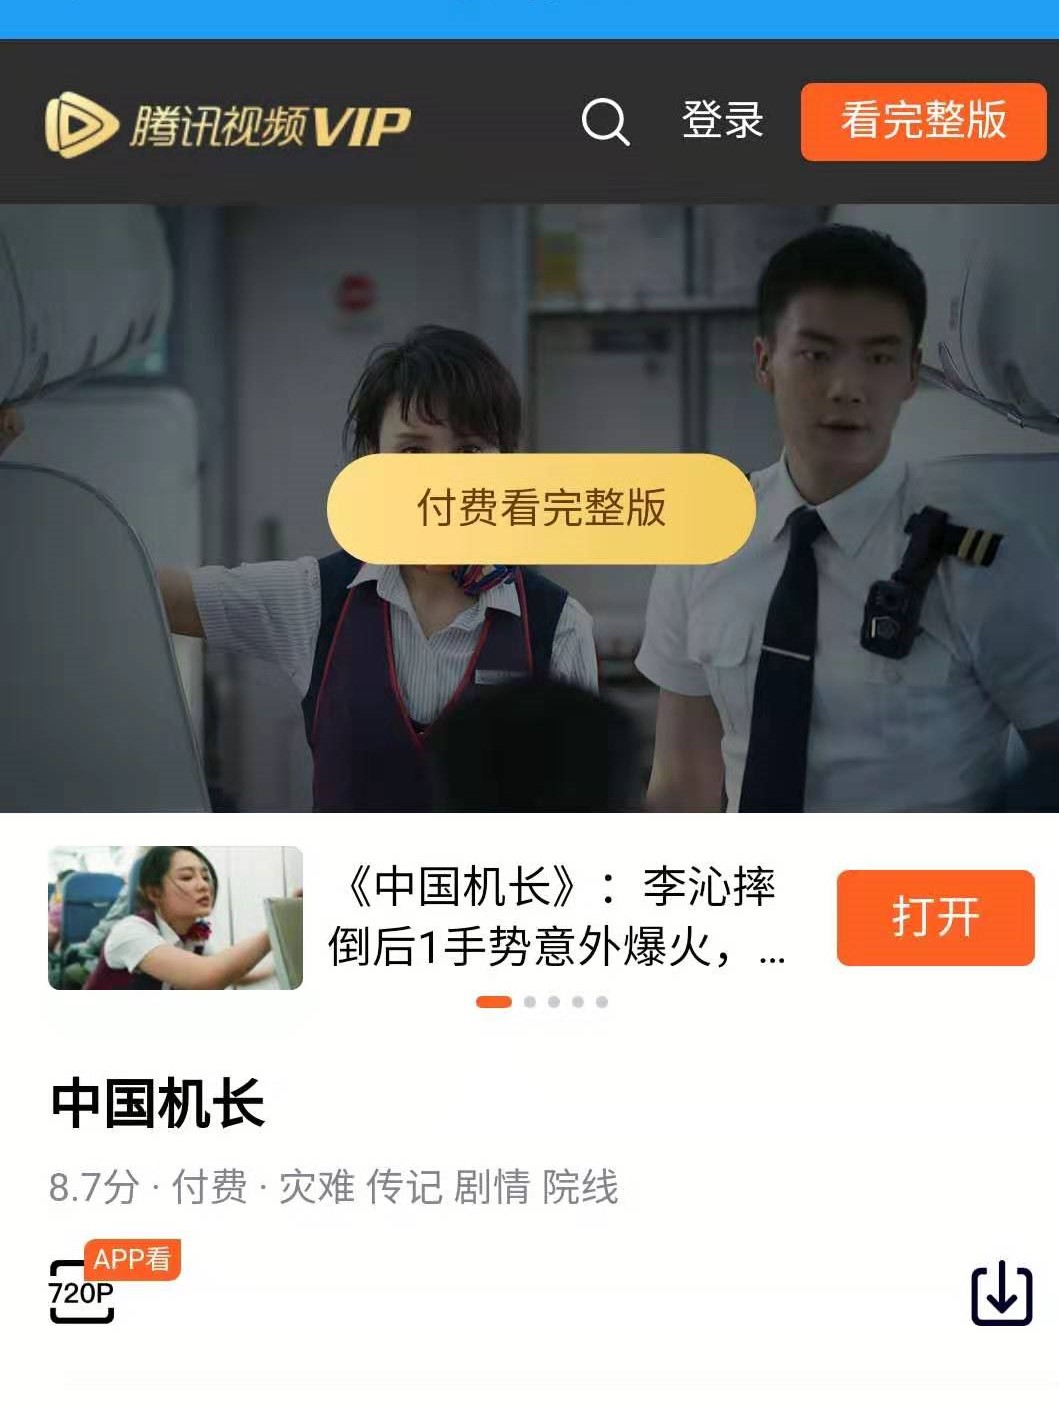 腾讯视频VIP
登录
看完整版
付费看完整版
《中国机长》：李沁摔
倒后1手势意外爆火，...
打开
中国机长
8.7分 · 付费 · 灾难 传记 剧情 院线
APP看
720P